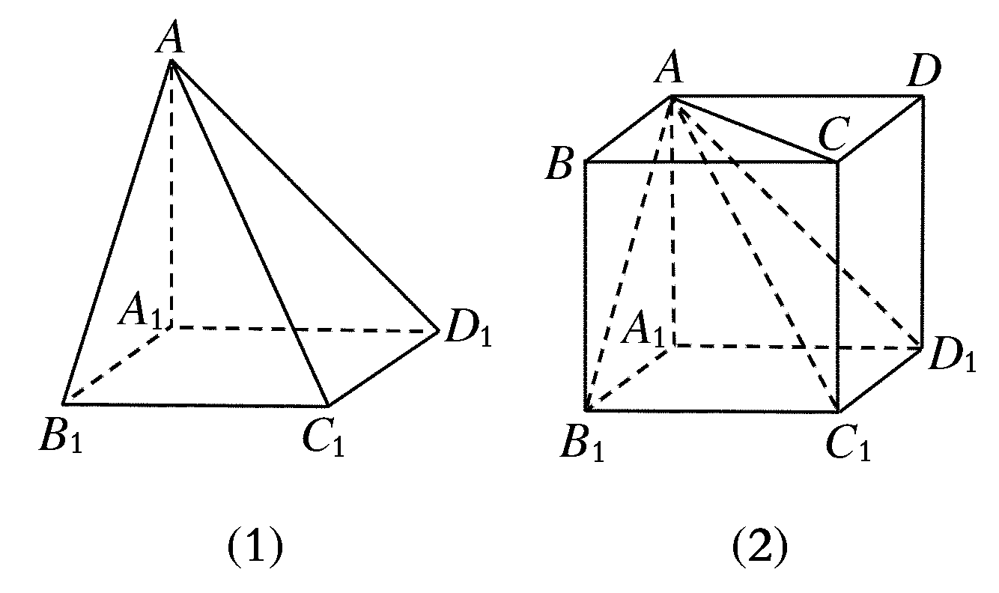 A
A₁
D₁
B₁
C₁
(1)
A
D
C
B
A₁
D₁
B₁
C₁
(2)